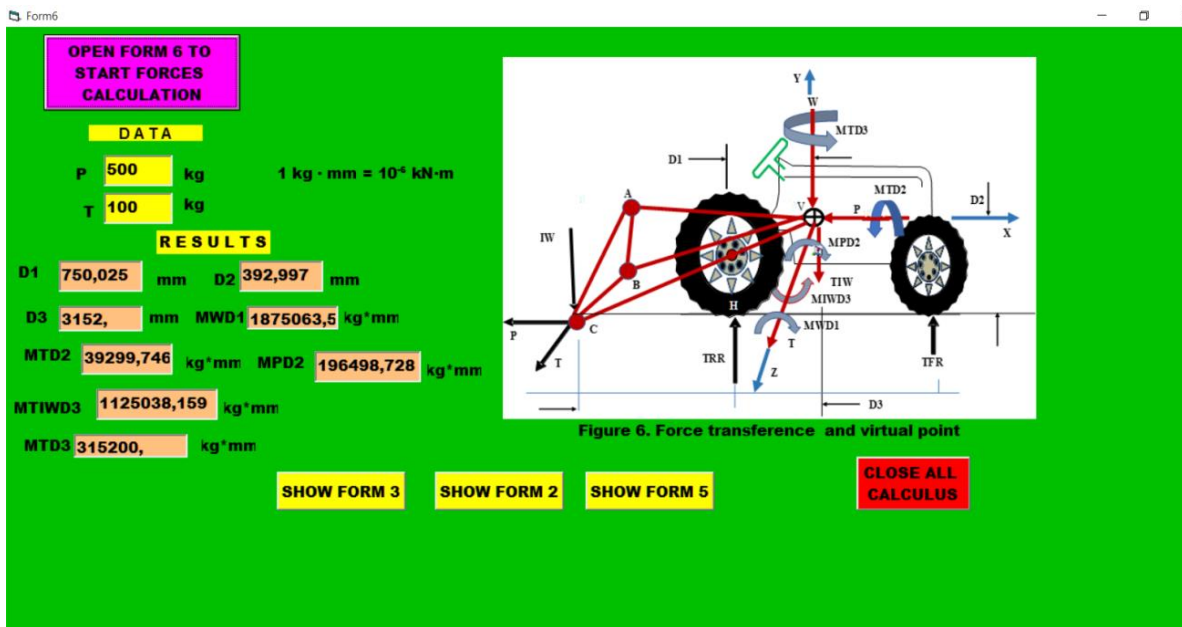 Form6
OPEN FORM 6 TO
START FORCES
CALCULATION
DATA
P 500 kg 1 kg · mm = 10⁻⁶ kN·m
T 100 kg
RESULTS
D1 750,025 mm D2 392,997 mm
D3 3152, mm MWD1 1875063,5 kg*mm
MTD2 39299,746 kg*mm MPD2 196498,728 kg*mm
MTIWD3 1125038,159 kg*mm
MTD3 315200, kg*mm
Y
W
MTD3
D1
A
MTD2
V
P
D2
X
IW
MPD2
B
TIW
MIWD3
H
C
MWD1
P
T
T
TRR
TFR
Z
D3
Figure 6. Force transference and virtual point
SHOW FORM 3 SHOW FORM 2 SHOW FORM 5
CLOSE ALL
CALCULUS